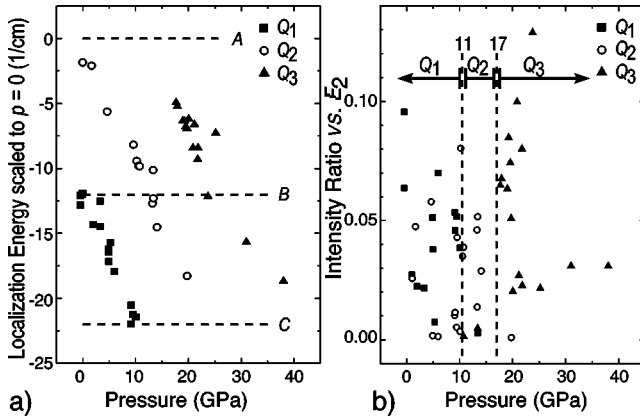 Localization Energy scaled to p = 0 (1/cm)
0
-5
-10
-15
-20
-25
A
B
C
Q1
Q2
Q3
0 10 20 30 40
Pressure (GPa)
a)
Intensity Ratio vs. E2
0.10
0.05
0.00
11 17
Q1 Q2 Q3
Q1
Q2
Q3
0 10 20 30 40
Pressure (GPa)
b)